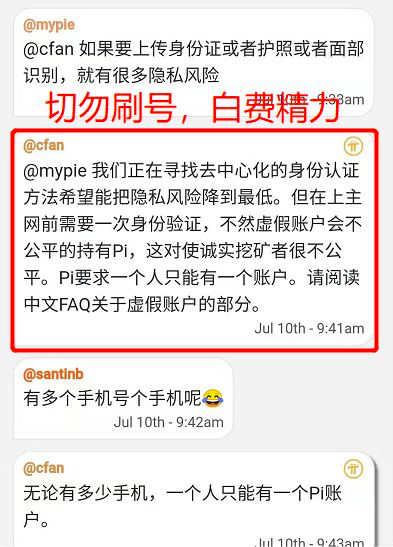 @mypie
@cfan 如果要上传身份证或者护照或者面部
识别，就有很多隐私风险
Jul 10th - 9:33am
切勿刷号，白费精力
@cfan
@mypie 我们正在寻找去中心化的身份认证
方法希望能把隐私风险降到最低。但在上主
网前需要一次身份验证，不然虚假账户会不
公平的持有Pi，这对使诚实挖矿者很不公
平。Pi要求一个人只能有一个账户。请阅读
中文FAQ关于虚假账户的部分。
Jul 10th - 9:41am
@santinb
有多个手机号个手机呢😂
Jul 10th - 9:42am
@cfan
无论有多少手机，一个人只能有一个Pi账
户。
Jul 10th - 9:43am